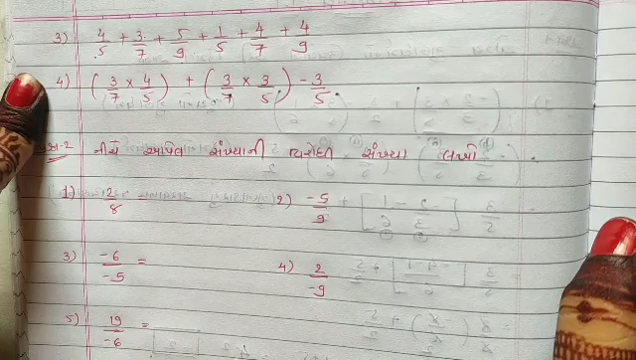 3) 4/5 + 3/7 + 5/9 + 1/5 + 4/7 + 4/9
4) (3/7 × 4/5) + (3/7 × 3/5) - 3/5.
પ્ર-2 નીચે આપેલ સંખ્યાની વિરોધી સંખ્યા લખો.
1) 2/8 = 2) -5/9
3) -6/-5 = 4) 2/-9
5) 19/-6 =